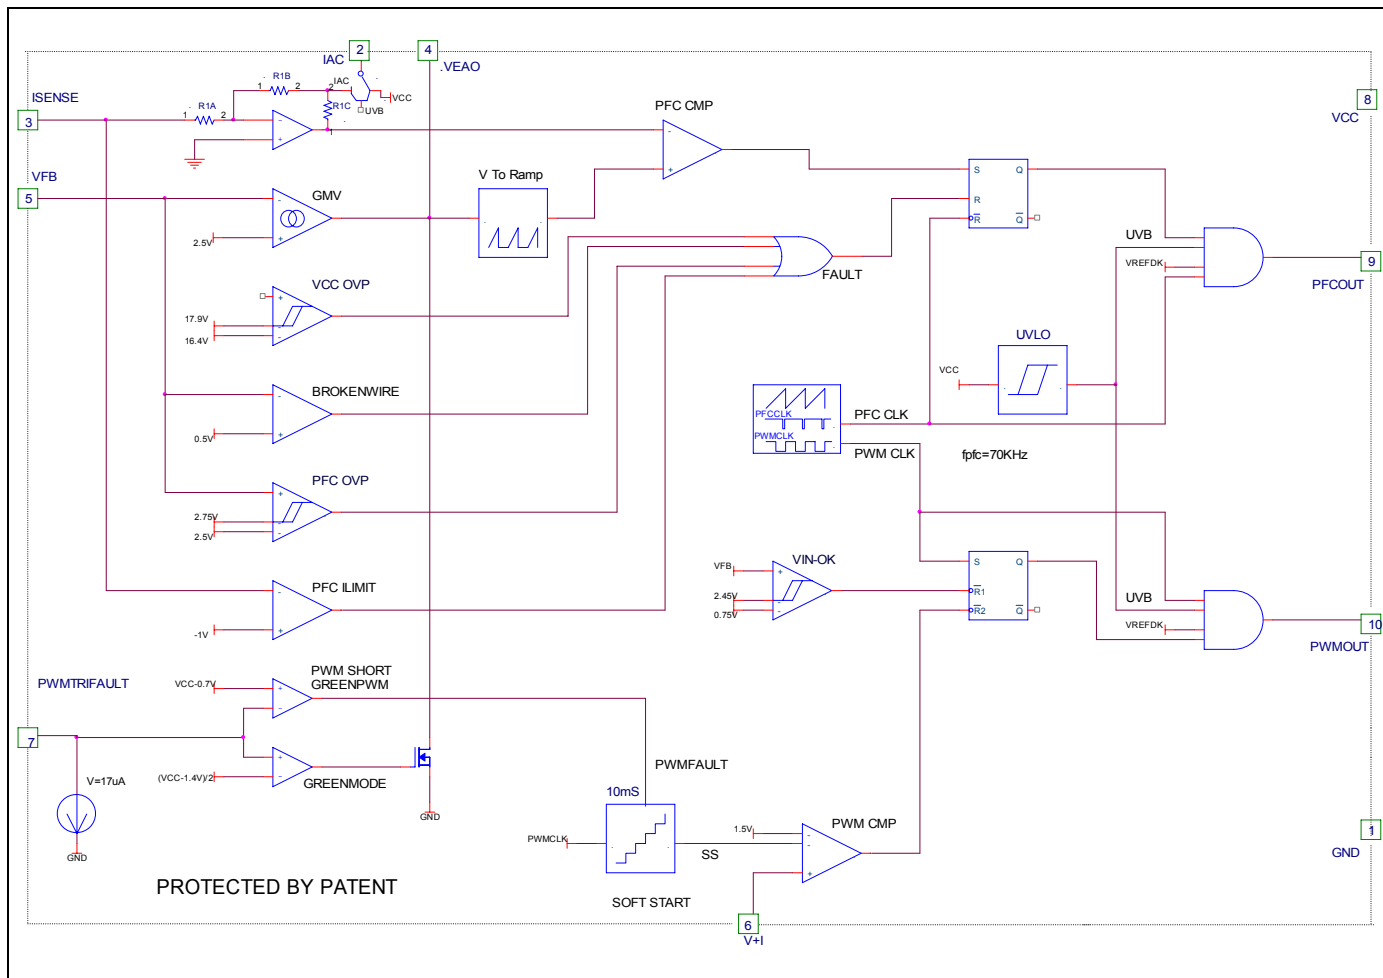 2
4
IAC
.VEAO
R1B
1
2
2
IAC
VCC
UVB
ISENSE
R1A
1
2
R1C
1
3
PFC CMP
8
VCC
-
+
-
+
VFB
5
GMV
-
+
2.5V
V To Ramp
S
Q
R
R
Q
UVB
VREFDK
9
PFCOUT
FAULT
VCC OVP
+
-
-
17.9V
16.4V
UVLO
VCC
BROKENWIRE
-
+
0.5V
PFCCLK
PWMCLK
PFC CLK
PWM CLK
fpfc=70KHz
PFC OVP
+
-
-
2.75V
2.5V
VIN-OK
VFB
+
-
-
2.45V
0.75V
S
Q
R1
R2
Q
PFC ILIMIT
-
+
-1V
UVB
VREFDK
10
PWMOUT
PWMTRIFAULT
7
PWM SHORT
GREENPWM
VCC-0.7V
+
-
+
-
(VCC-1.4V)/2
GREENMODE
V=17uA
GND
GND
PWMFAULT
10mS
PWMCLK
SS
SOFT START
1.5V
PWM CMP
-
-
+
1
GND
PROTECTED BY PATENT
6
V+I